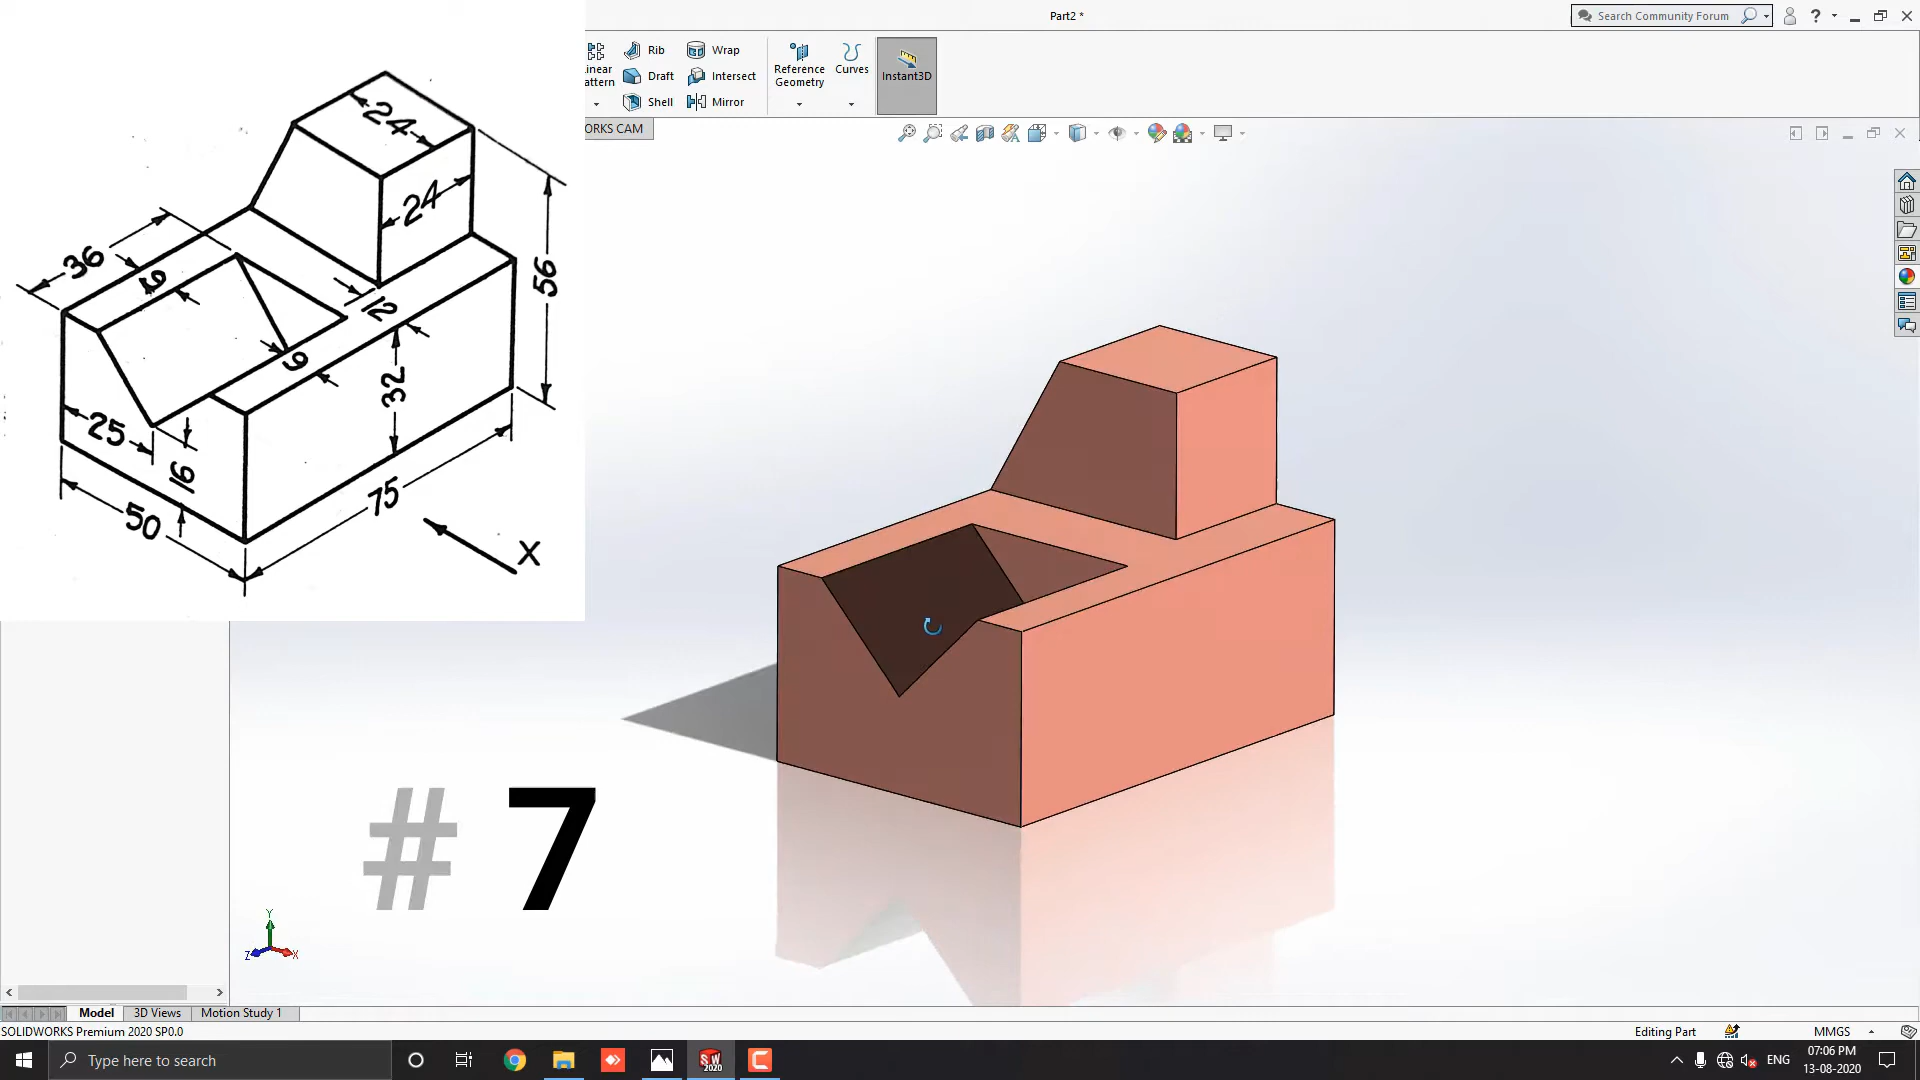 Part2 *
Search Community Forum
?
inear
attern
Rib
Draft
Shell
Wrap
Intersect
Mirror
Reference
Geometry
Curves
Instant3D
ORKS CAM
24
24
36
9
12
9
32
56
25
16
50
75
X
# 7
Y
Z
X
Model
3D Views
Motion Study 1
SOLIDWORKS Premium 2020 SP0.0
Editing Part
MMGS
Type here to search
SW
2020
ENG
07:06 PM
13-08-2020